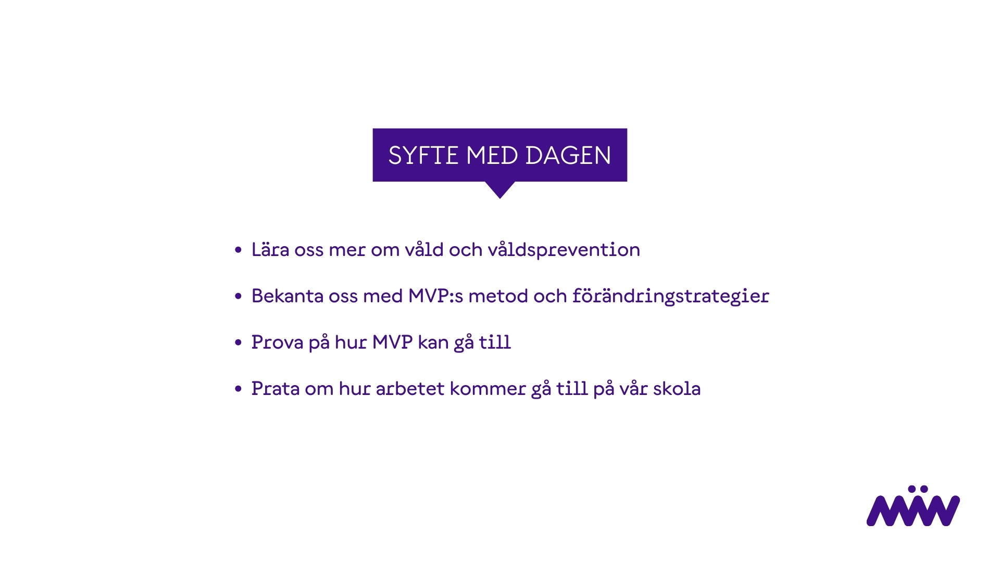 SYFTE MED DAGEN
• Lära oss mer om våld och våldsprevention
• Bekanta oss med MVP:s metod och förändringstrategier
• Prova på hur MVP kan gå till
• Prata om hur arbetet kommer gå till på vår skola
MÄN